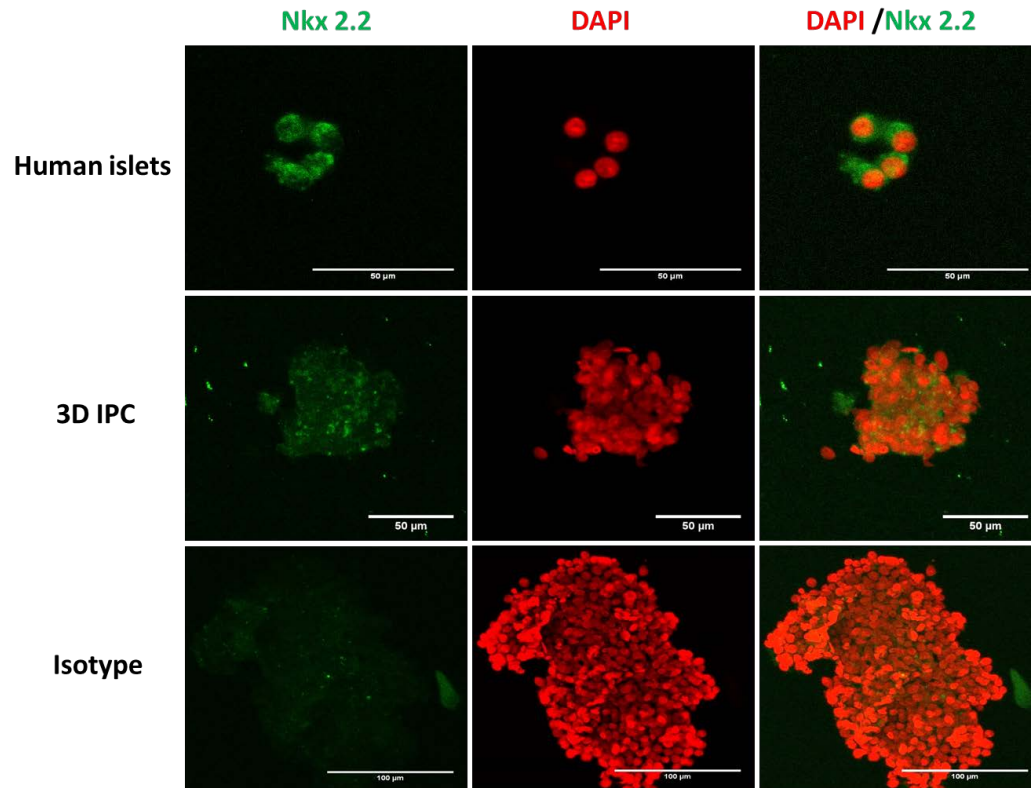 Nkx 2.2 DAPI DAPI /Nkx 2.2
Human islets
50 µm 50 µm 50 µm
3D IPC
50 µm 50 µm 50 µm
Isotype
100 µm 100 µm 100 µm